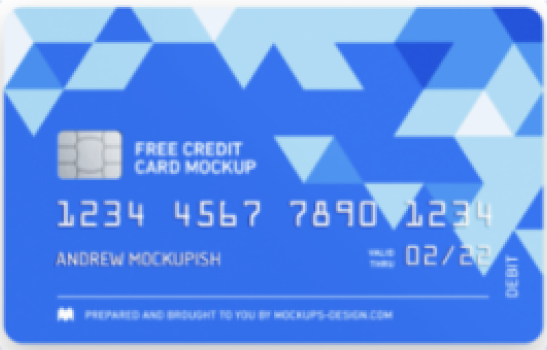 FREE CREDIT
CARD MOCKUP
1234 4567 7890 1234
ANDREW MOCKUPISH
VALID
THRU
02/22
DEBIT
PREPARED AND BROUGHT TO YOU BY MOCKUPS-DESIGN.COM